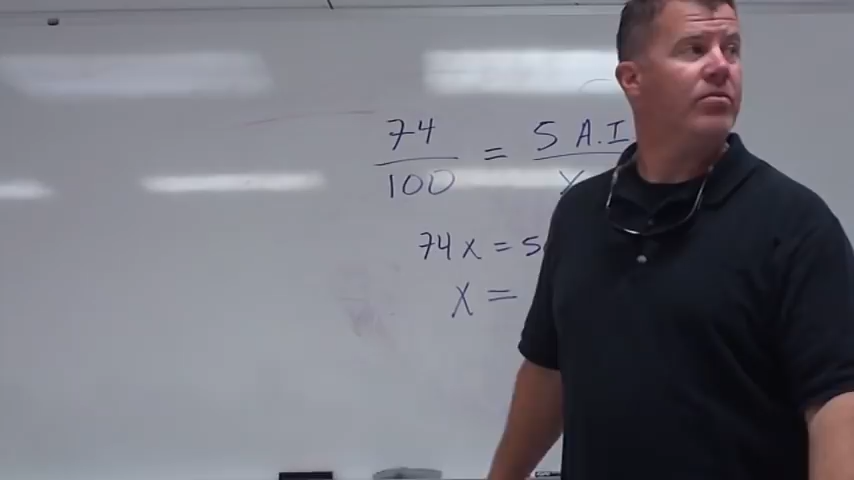 74 = 5 A.I.
100 x
74x = 5
x =